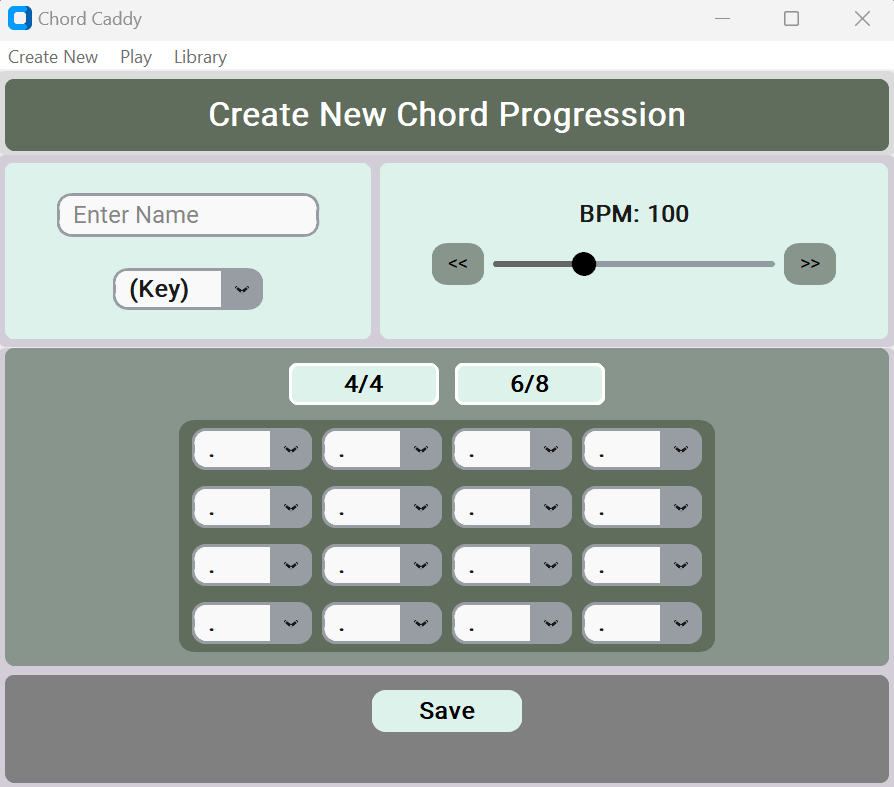 Chord Caddy
Create New Play Library
Create New Chord Progression
Enter Name
(Key)
BPM: 100
<< >>
4/4 6/8
. . . .
. . . .
. . . .
. . . .
Save